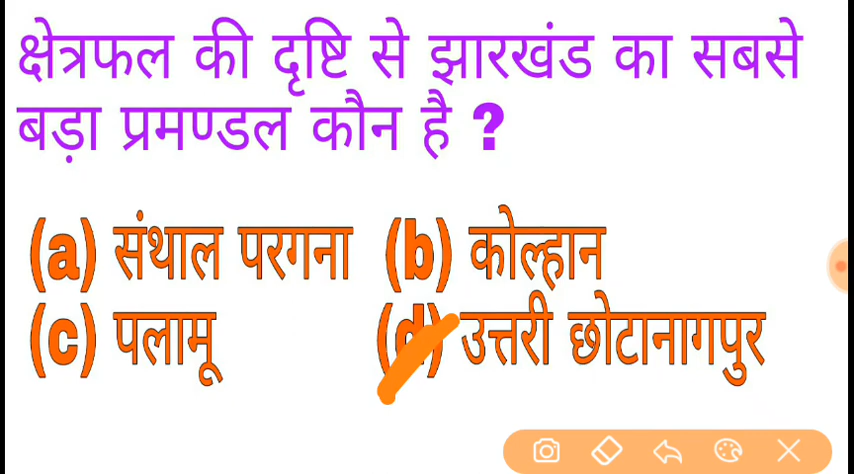 क्षेत्रफल की दृष्टि से झारखंड का सबसे
बड़ा प्रमण्डल कौन है ?
(a) संथाल परगना (b) कोल्हान
(c) पलामू (d) उत्तरी छोटानागपुर